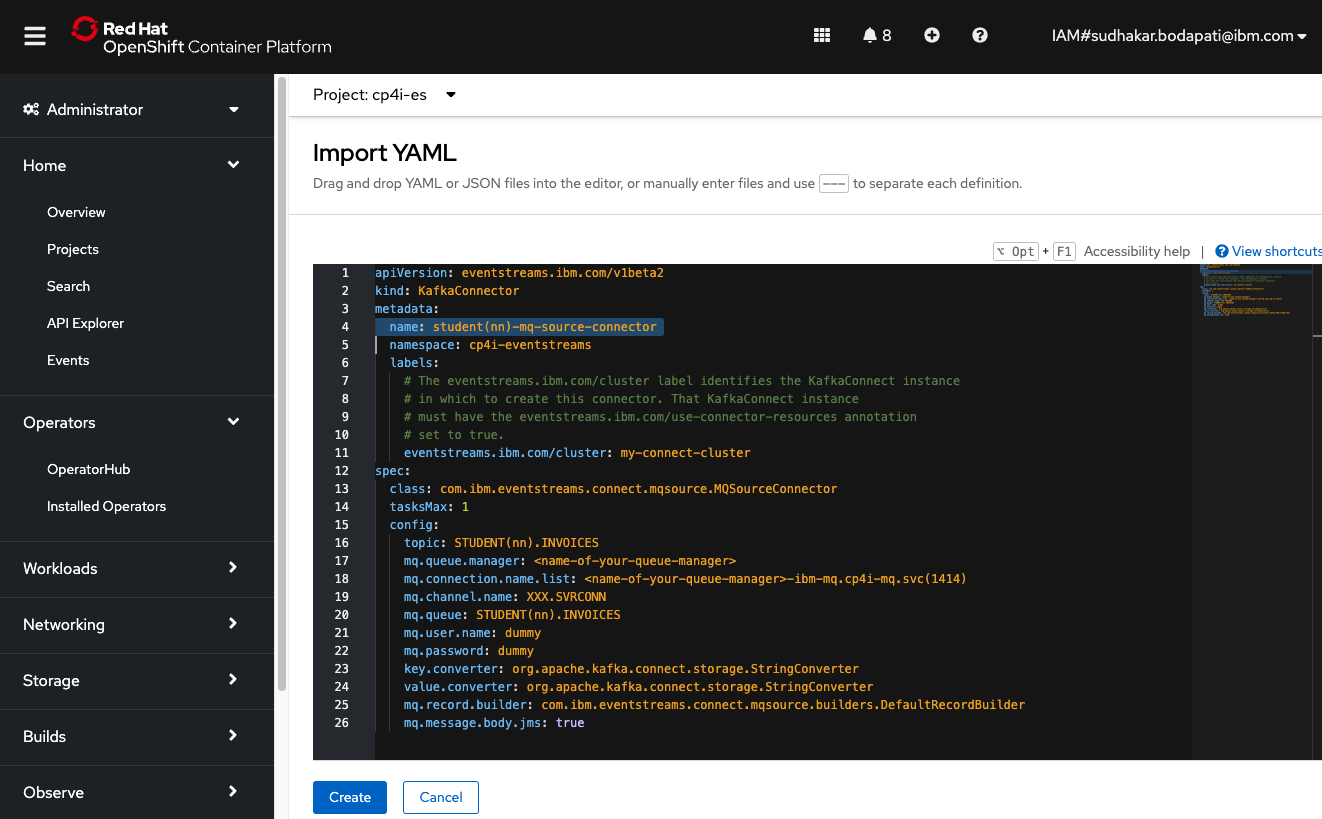 Red Hat
OpenShift Container Platform
8
IAM#sudhakar.bodapati@ibm.com
Administrator
Home
Overview
Projects
Search
API Explorer
Events
Operators
OperatorHub
Installed Operators
Workloads
Networking
Storage
Builds
Observe
Project: cp4i-es
Import YAML
Drag and drop YAML or JSON files into the editor, or manually enter files and use --- to separate each definition.
⌥ Opt + F1 Accessibility help | View shortcuts
1 apiVersion: eventstreams.ibm.com/v1beta2
2 kind: KafkaConnector
3 metadata:
4 name: student(nn)-mq-source-connector
5 namespace: cp4i-eventstreams
6 labels:
7 # The eventstreams.ibm.com/cluster label identifies the KafkaConnect instance
8 # in which to create this connector. That KafkaConnect instance
9 # must have the eventstreams.ibm.com/use-connector-resources annotation
10 # set to true.
11 eventstreams.ibm.com/cluster: my-connect-cluster
12 spec:
13 class: com.ibm.eventstreams.connect.mqsource.MQSourceConnector
14 tasksMax: 1
15 config:
16 topic: STUDENT(nn).INVOICES
17 mq.queue.manager: <name-of-your-queue-manager>
18 mq.connection.name.list: <name-of-your-queue-manager>-ibm-mq.cp4i-mq.svc(1414)
19 mq.channel.name: XXX.SVRCONN
20 mq.queue: STUDENT(nn).INVOICES
21 mq.user.name: dummy
22 mq.password: dummy
23 key.converter: org.apache.kafka.connect.storage.StringConverter
24 value.converter: org.apache.kafka.connect.storage.StringConverter
25 mq.record.builder: com.ibm.eventstreams.connect.mqsource.builders.DefaultRecordBuilder
26 mq.message.body.jms: true
Create
Cancel